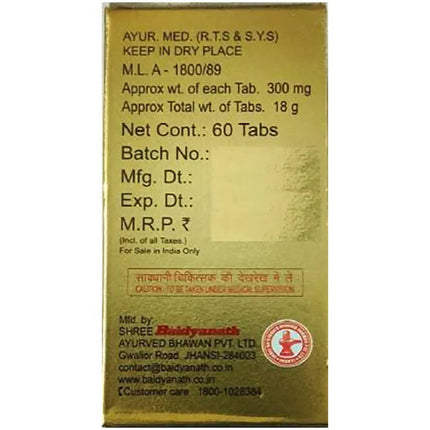 AYUR. MED. (R.T.S & S.Y.S)
KEEP IN DRY PLACE
M.L. A - 1800/89
Approx wt. of each Tab. 300 mg
Approx Total wt. of Tabs. 18 g
Net Cont.: 60 Tabs
Batch No.:
Mfg. Dt.:
Exp. Dt.:
M.R.P. ₹
(Incl. of all Taxes.)
For Sale in India Only
सावधानी:चिकित्सक की देखरेख मे ले
CAUTION : TO BE TAKEN UNDER MEDICAL SUPERVISION
Mfd. by:
SHREE Baidyanath
AYURVED BHAWAN PVT. LTD.
Gwalior Road, JHANSI-284003
contact@baidyanath.co.in
www.baidyanath.co.in
Customer care : 1800-1028384